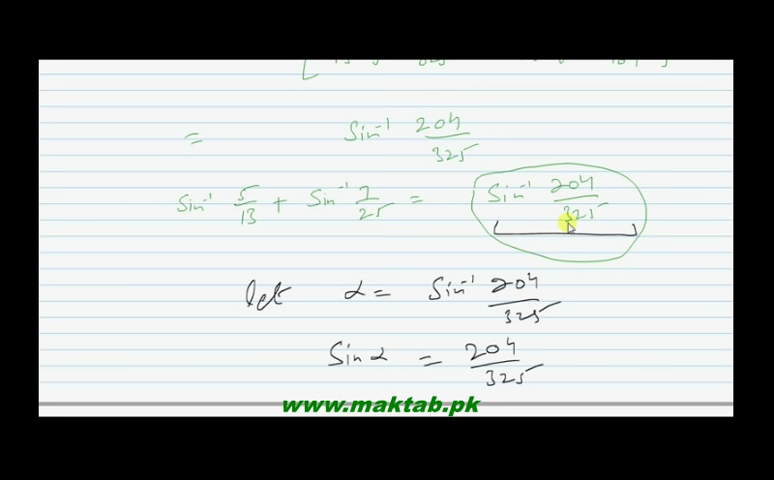 = Sin⁻¹ 204/325
Sin⁻¹ 5/13 + Sin⁻¹ 7/25 = Sin⁻¹ 204/325
let α = Sin⁻¹ 204/325
Sin α = 204/325
www.maktab.pk